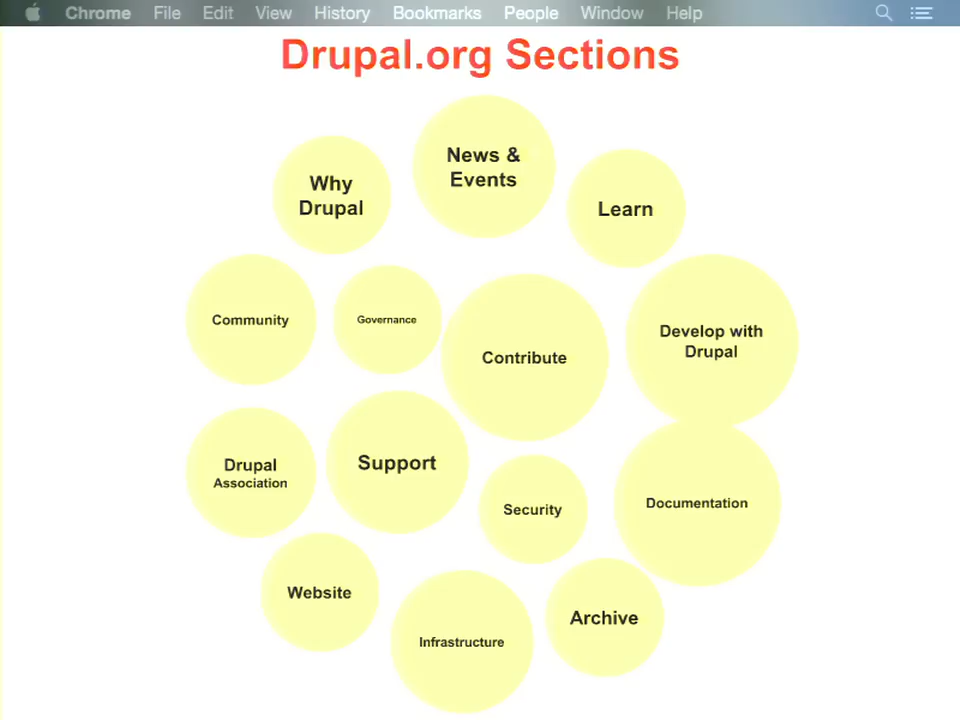 Chrome File Edit View History Bookmarks People Window Help
Drupal.org Sections
News &
Events
Why
Drupal
Learn
Community
Governance
Contribute
Develop with
Drupal
Drupal
Association
Support
Security
Documentation
Website
Infrastructure
Archive